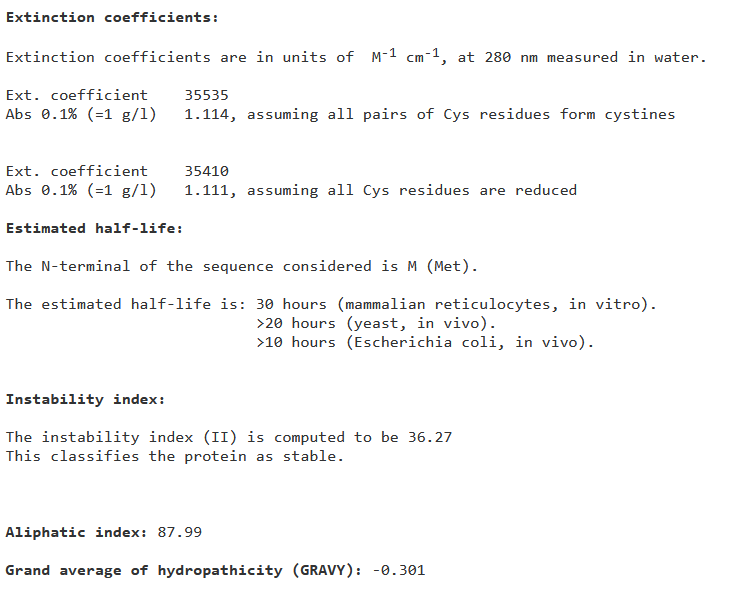 Extinction coefficients:
Extinction coefficients are in units of  M-1 cm-1, at 280 nm measured in water.
Ext. coefficient    35535
Abs 0.1% (=1 g/l)   1.114, assuming all pairs of Cys residues form cystines
Ext. coefficient    35410
Abs 0.1% (=1 g/l)   1.111, assuming all Cys residues are reduced
Estimated half-life:
The N-terminal of the sequence considered is M (Met).
The estimated half-life is: 30 hours (mammalian reticulocytes, in vitro).
                            >20 hours (yeast, in vivo).
                            >10 hours (Escherichia coli, in vivo).
Instability index:
The instability index (II) is computed to be 36.27
This classifies the protein as stable.
Aliphatic index: 87.99
Grand average of hydropathicity (GRAVY): -0.301